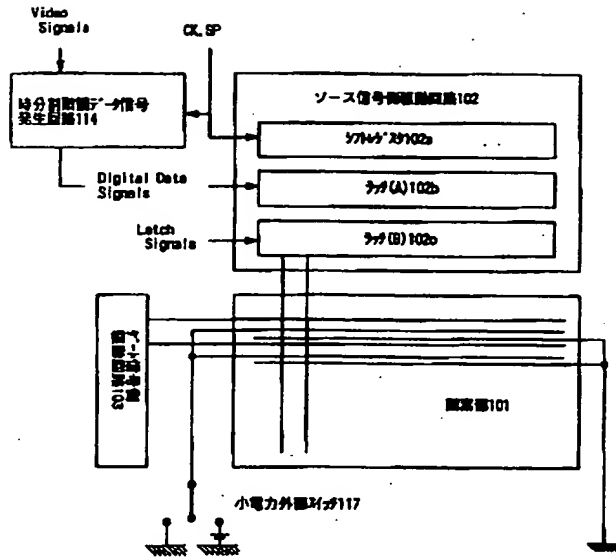 Video
Signals
CK,SP
時分割階調データ信号
発生回路114
ソース信号側駆動回路102
シフトレジスタ102a
Digital Data
Signals
ラッチ(A)102b
Latch
Signals
ラッチ(B)102c
ゲート信号側
駆動回路103
画素部101
小電力外部スイッチ117